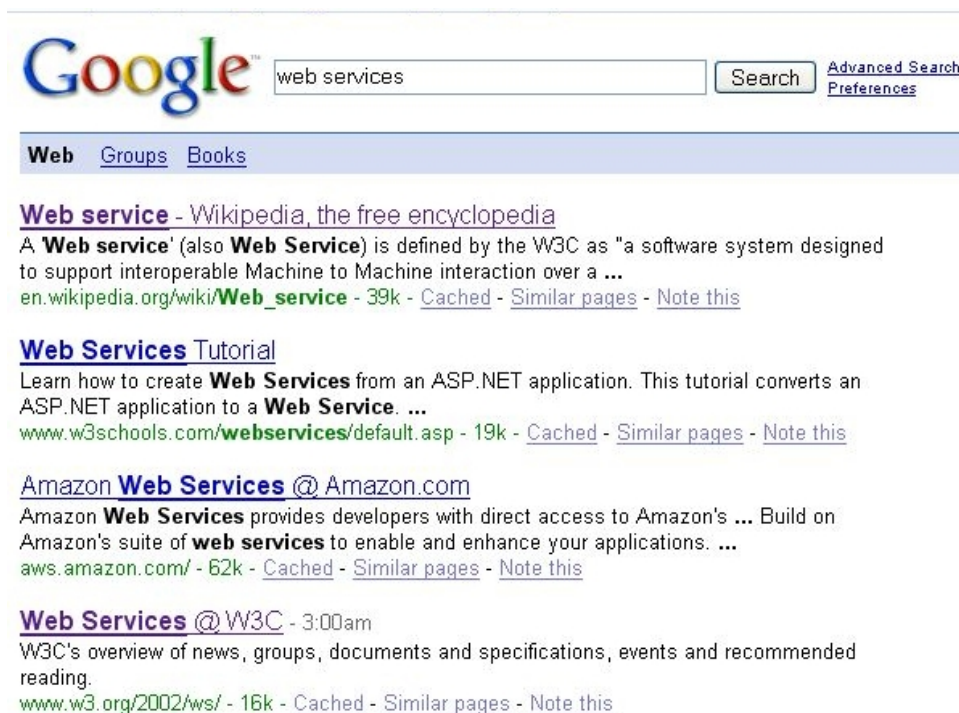 Google™
web services
Search
Advanced Search
Preferences
Web Groups Books
Web service - Wikipedia, the free encyclopedia
A 'Web service' (also Web Service) is defined by the W3C as "a software system designed
to support interoperable Machine to Machine interaction over a ...
en.wikipedia.org/wiki/Web_service - 39k - Cached - Similar pages - Note this
Web Services Tutorial
Learn how to create Web Services from an ASP.NET application. This tutorial converts an
ASP.NET application to a Web Service. ...
www.w3schools.com/webservices/default.asp - 19k - Cached - Similar pages - Note this
Amazon Web Services @ Amazon.com
Amazon Web Services provides developers with direct access to Amazon's ... Build on
Amazon's suite of web services to enable and enhance your applications. ...
aws.amazon.com/ - 62k - Cached - Similar pages - Note this
Web Services @ W3C - 3:00am
W3C's overview of news, groups, documents and specifications, events and recommended
reading.
www.w3.org/2002/ws/ - 16k - Cached - Similar pages - Note this